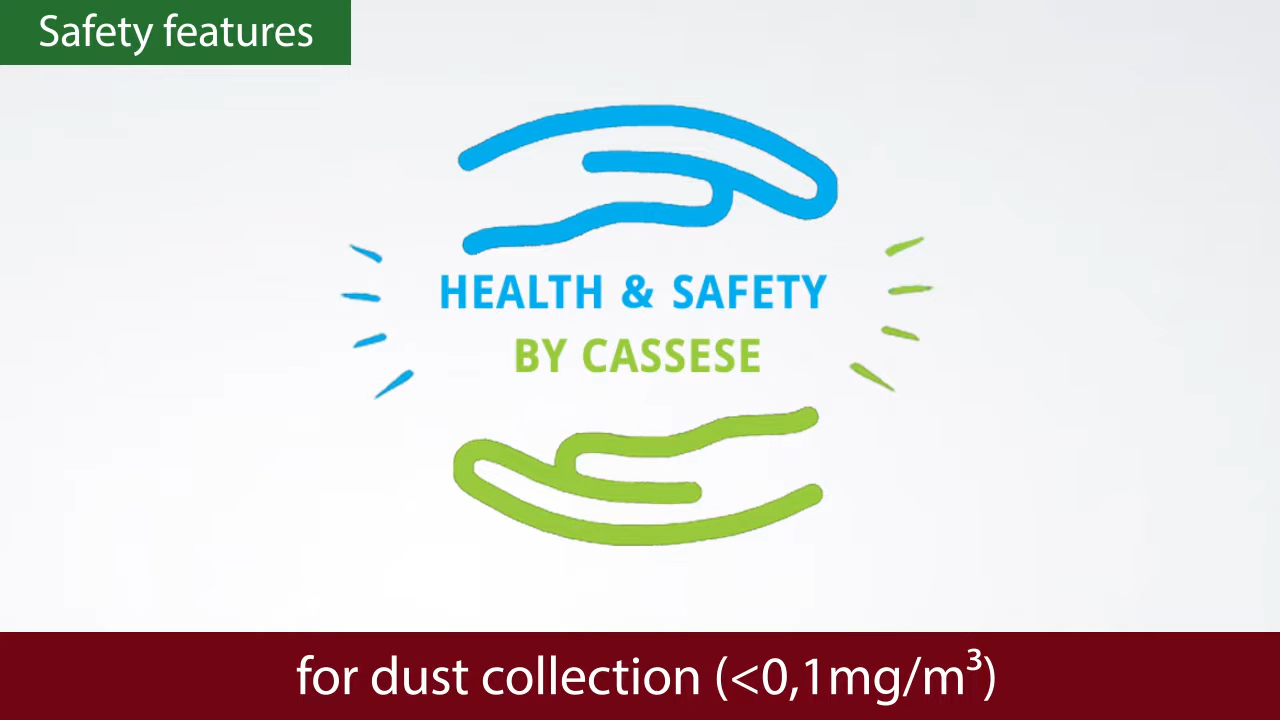 Safety features
HEALTH & SAFETY
BY CASSESE
for dust collection (<0,1mg/m³)